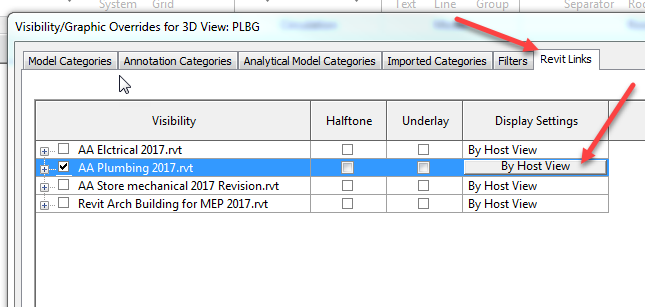 System Grid Text Line Group Separator
Visibility/Graphic Overrides for 3D View: PLBG
Model Categories Annotation Categories Analytical Model Categories Imported Categories Filters Revit Links
Visibility Halftone Underlay Display Settings
AA Elctrical 2017.rvt By Host View
AA Plumbing 2017.rvt By Host View
AA Store mechanical 2017 Revision.rvt By Host View
Revit Arch Building for MEP 2017.rvt By Host View